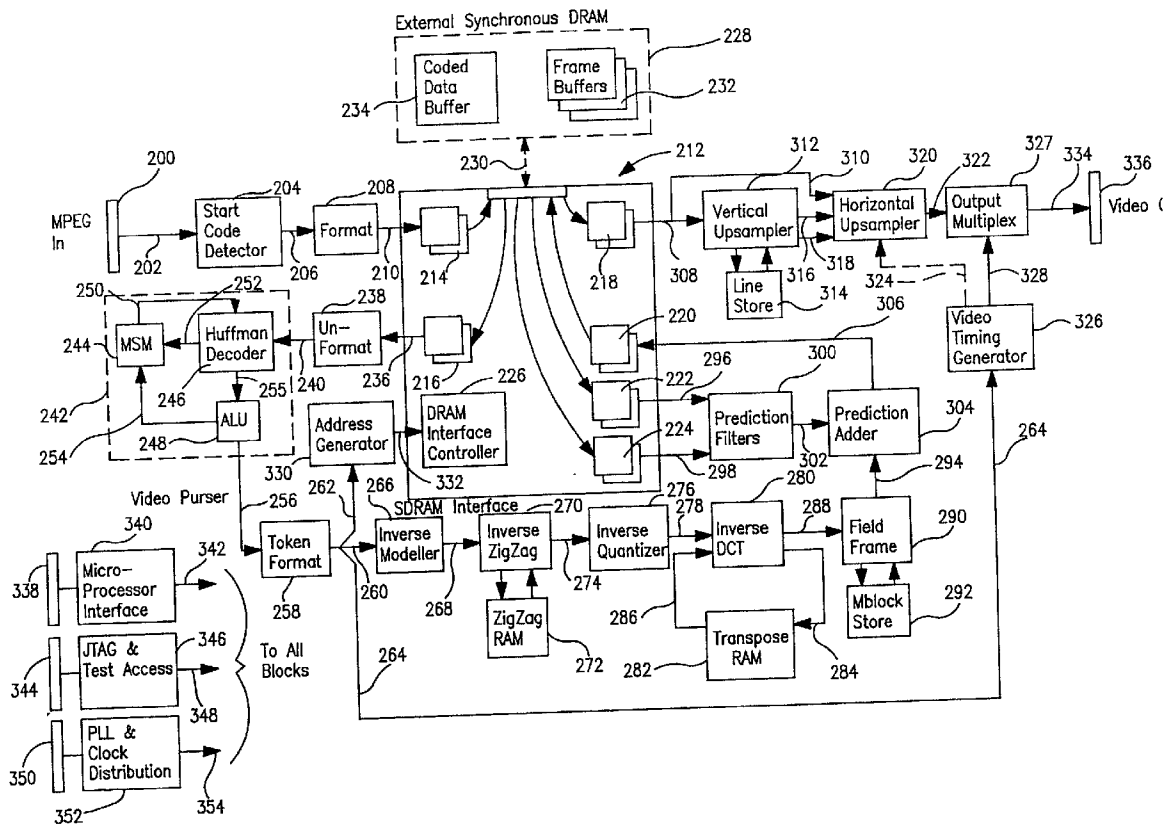 External Synchronous DRAM
228
Coded
Data
Buffer
234
Frame
Buffers
232
230
212
200
MPEG
In
202
204
Start
Code
Detector
206
208
Format
210
214
218
308
312
Vertical
Upsampler
310
316
318
Line
Store
314
320
Horizontal
Upsampler
322
324
327
Output
Multiplex
334
328
336
Video O
250
252
MSM
244
Huffman
Decoder
246
255
242
ALU
248
254
238
Un-
Format
240
236
216
220
306
222
296
300
Prediction
Filters
302
Prediction
Adder
304
Video
Timing
Generator
326
264
224
298
294
226
DRAM
Interface
Controller
Address
Generator
330
332
262
266
SDRAM Interface
Video Purser
256
Token
Format
258
260
Inverse
Modeller
268
270
Inverse
ZigZag
274
ZigZag
RAM
272
276
Inverse
Quantizer
278
280
Inverse
DCT
288
286
Transpose
RAM
282
284
Field
Frame
290
Mblock
Store
292
264
340
338
Micro-
Processor
Interface
342
344
JTAG &
Test Access
346
348
To All
Blocks
350
PLL &
Clock
Distribution
352
354